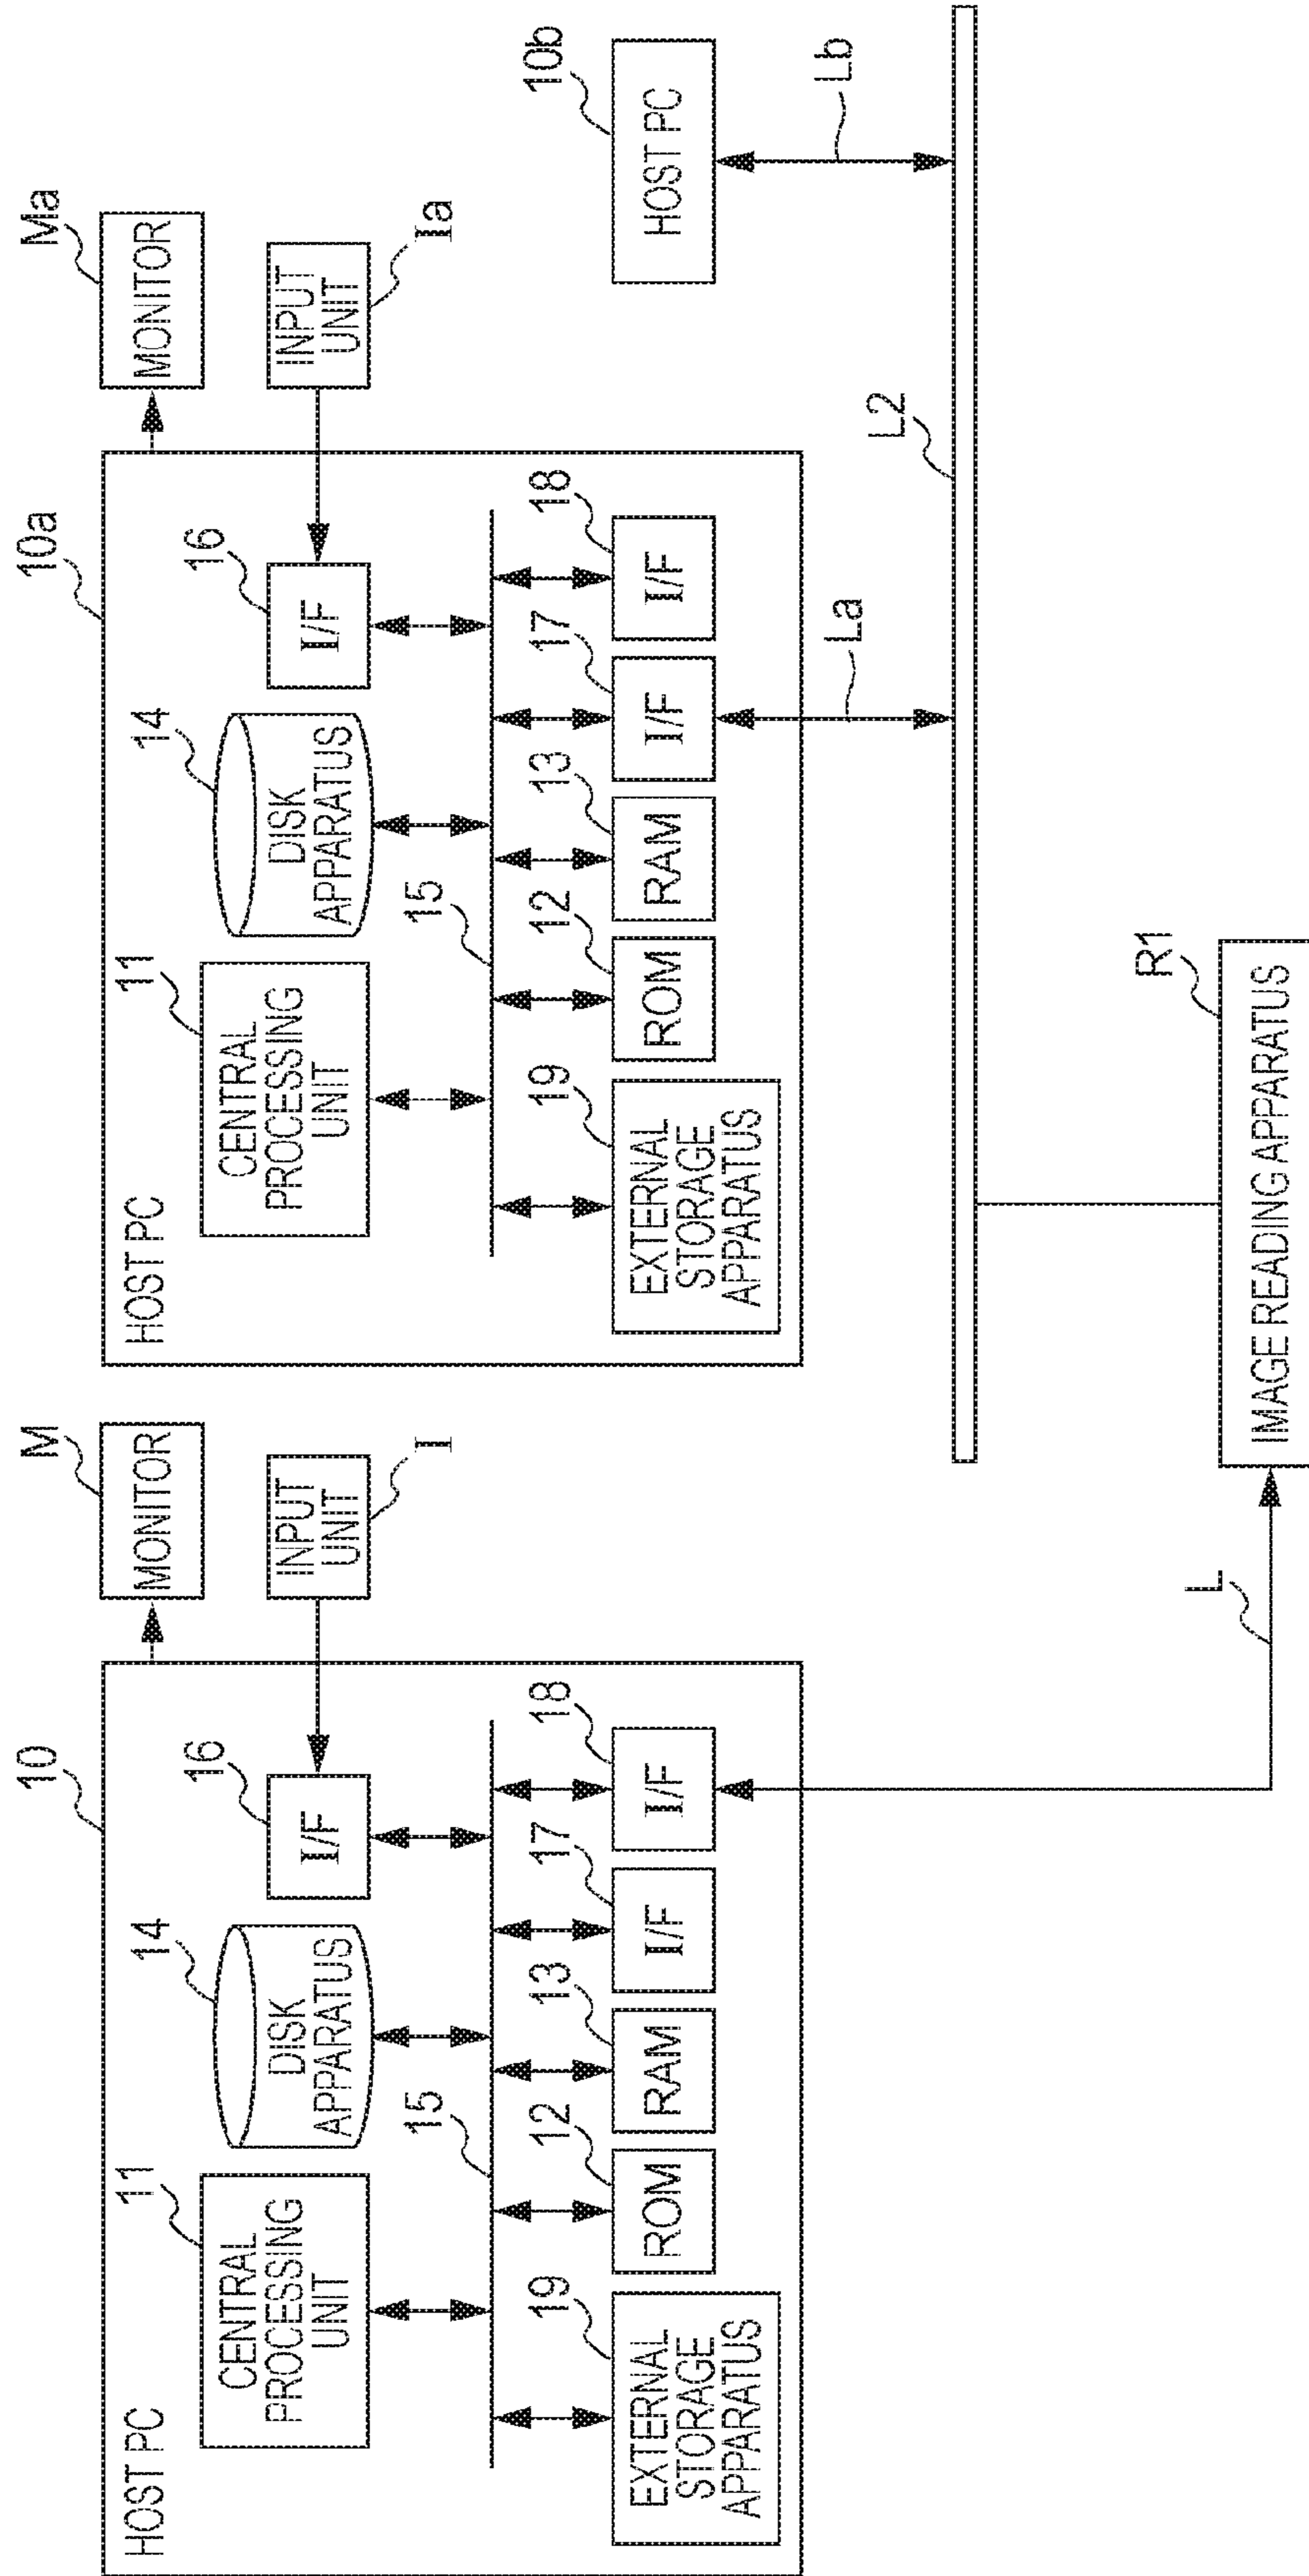 10
HOST PC
11
CENTRAL
PROCESSING
UNIT
14
DISK
APPARATUS
16
I/F
M
MONITOR
INPUT
UNIT
I
15
19
EXTERNAL
STORAGE
APPARATUS
12
ROM
13
RAM
17
I/F
18
I/F
L
10a
HOST PC
11
CENTRAL
PROCESSING
UNIT
14
DISK
APPARATUS
16
I/F
Ma
MONITOR
INPUT
UNIT
Ia
15
19
EXTERNAL
STORAGE
APPARATUS
12
ROM
13
RAM
17
I/F
18
I/F
La
10b
HOST PC
Lb
L2
R1
IMAGE READING APPARATUS